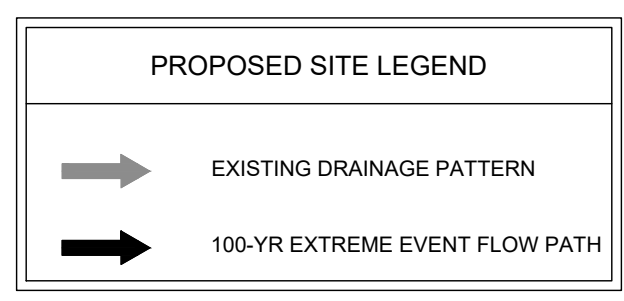 PROPOSED SITE LEGEND
EXISTING DRAINAGE PATTERN
100-YR EXTREME EVENT FLOW PATH